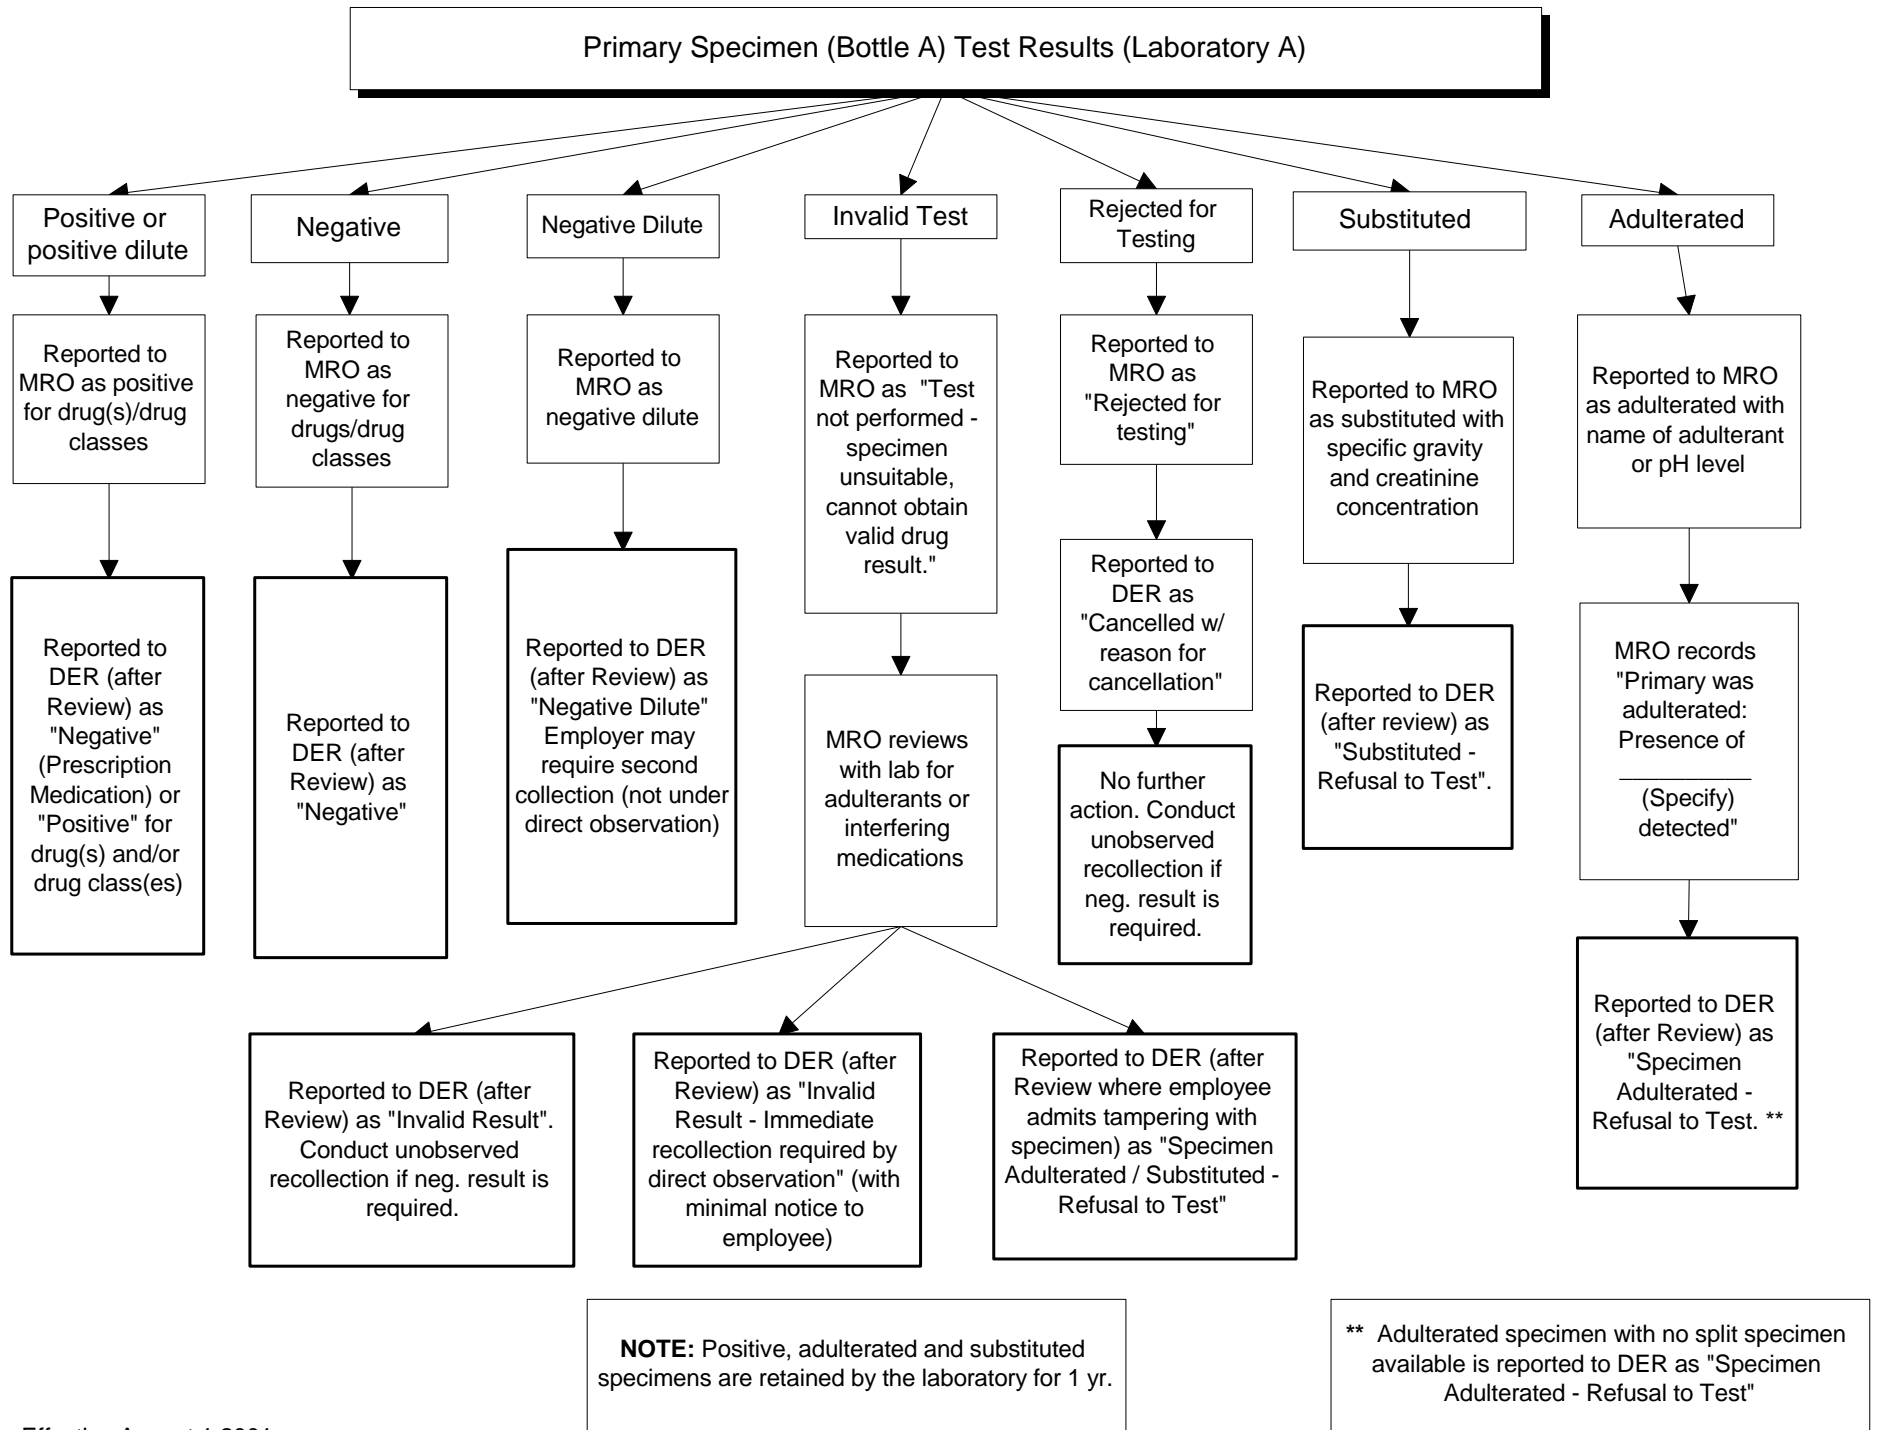 Primary Specimen (Bottle A) Test Results (Laboratory A)
Positive or
positive dilute
Negative
Negative Dilute
Invalid Test
Rejected for
Testing
Substituted
Adulterated
Reported to
MRO as positive
for drug(s)/drug
classes
Reported to
MRO as
negative for
drugs/drug
classes
Reported to
MRO as
negative dilute
Reported to
MRO as "Test
not performed -
specimen
unsuitable,
cannot obtain
valid drug
result."
Reported to
MRO as
"Rejected for
testing"
Reported to MRO
as substituted with
specific gravity
and creatinine
concentration
Reported to MRO
as adulterated with
name of adulterant
or pH level
Reported to
DER (after
Review) as
"Negative"
(Prescription
Medication) or
"Positive" for
drug(s) and/or
drug class(es)
Reported to
DER (after
Review) as
"Negative"
Reported to DER
(after Review) as
"Negative Dilute"
Employer may
require second
collection (not under
direct observation)
MRO reviews
with lab for
adulterants or
interfering
medications
Reported to
DER as
"Cancelled w/
reason for
cancellation"
No further
action. Conduct
unobserved
recollection if
neg. result is
required.
Reported to DER
(after review) as
"Substituted -
Refusal to Test".
MRO records
"Primary was
adulterated:
Presence of
___________
(Specify)
detected"
Reported to DER
(after Review) as
"Specimen
Adulterated -
Refusal to Test. **
Reported to DER (after
Review) as "Invalid Result".
Conduct unobserved
recollection if neg. result is
required.
Reported to DER (after
Review) as "Invalid
Result - Immediate
recollection required by
direct observation" (with
minimal notice to
employee)
Reported to DER (after
Review where employee
admits tampering with
specimen) as "Specimen
Adulterated / Substituted -
Refusal to Test"
NOTE: Positive, adulterated and substituted
specimens are retained by the laboratory for 1 yr.
** Adulterated specimen with no split specimen
available is reported to DER as "Specimen
Adulterated - Refusal to Test"